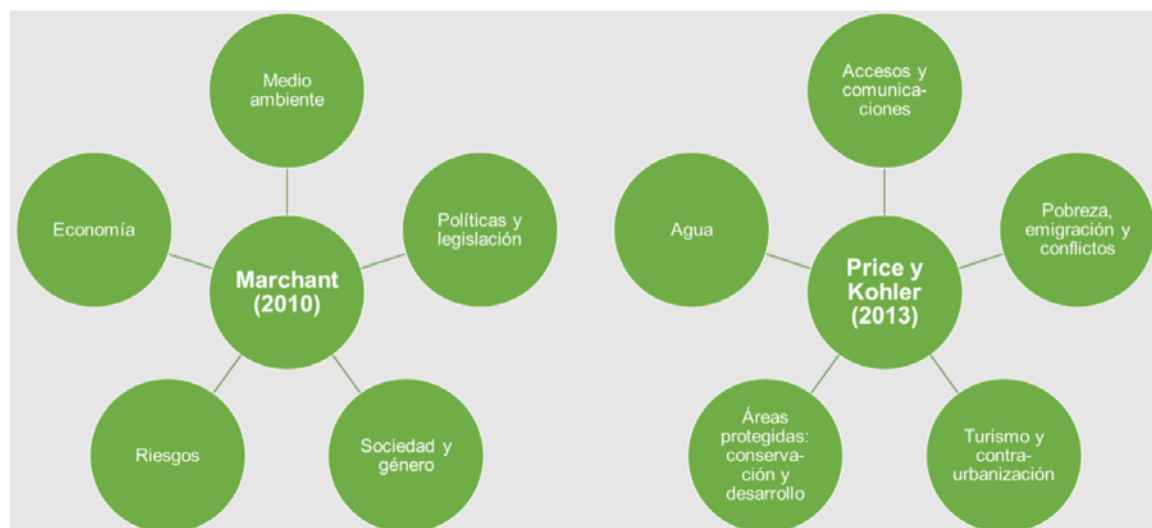 Medio
ambiente
Políticas y
legislación
Sociedad y
género
Riesgos
Economía
Marchant
(2010)
Accesos y
comunica-
ciones
Pobreza,
emigración y
conflictos
Turismo y
contra-
urbanización
Áreas
protegidas:
conserva-
ción y
desarrollo
Agua
Price y
Kohler
(2013)